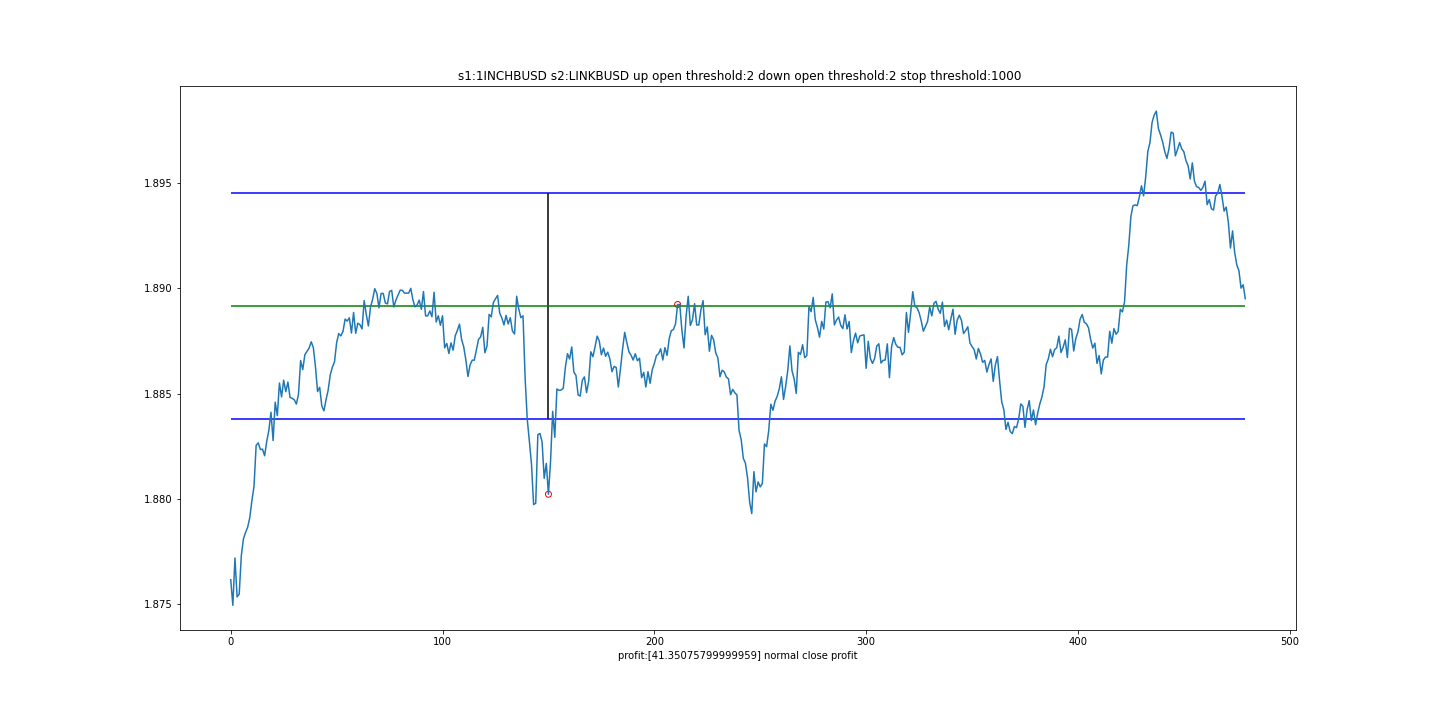 s1:1INCHBUSD s2:LINKBUSD up open threshold:2 down open threshold:2 stop threshold:1000
1.895
1.890
1.885
1.880
1.875
0 100 200 300 400 500
profit:[41.35075799999959] normal close profit